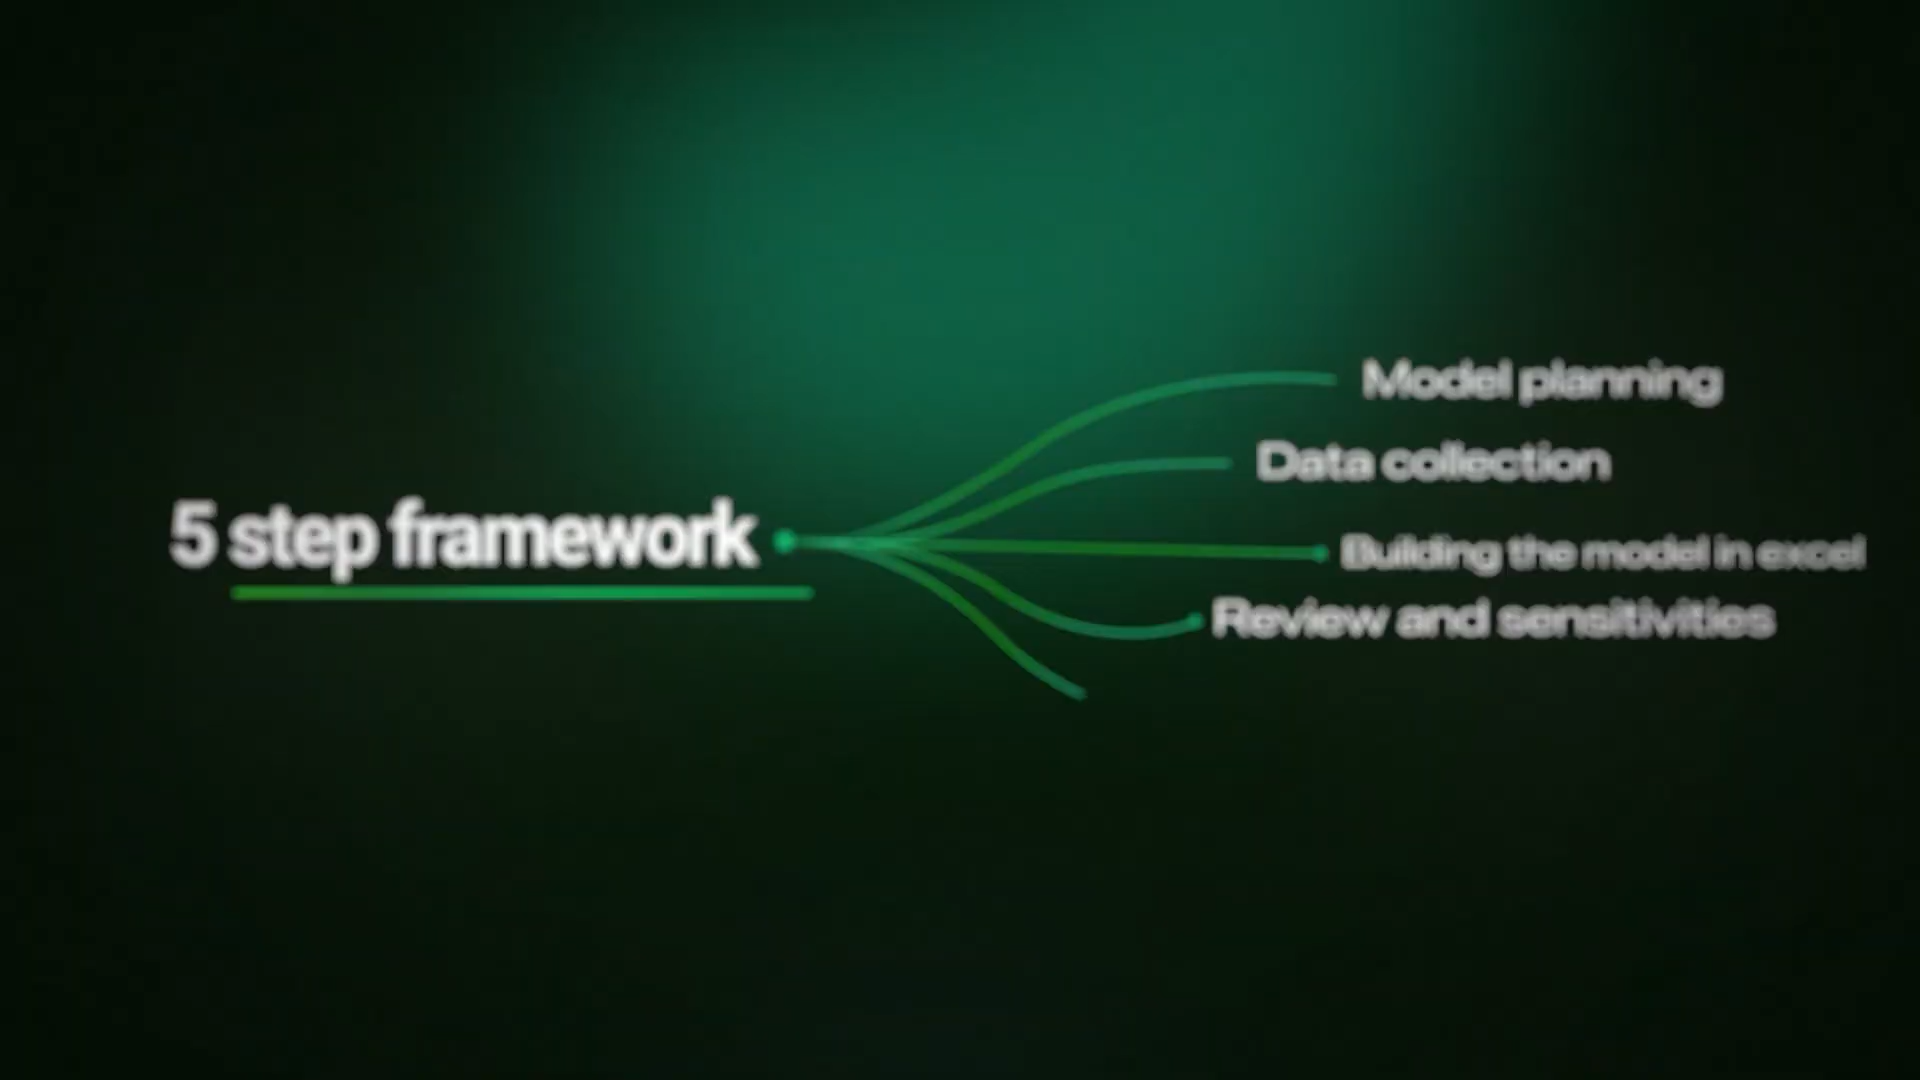 5 step framework
Model planning
Data collection
Building the model in excel
Review and sensitivities